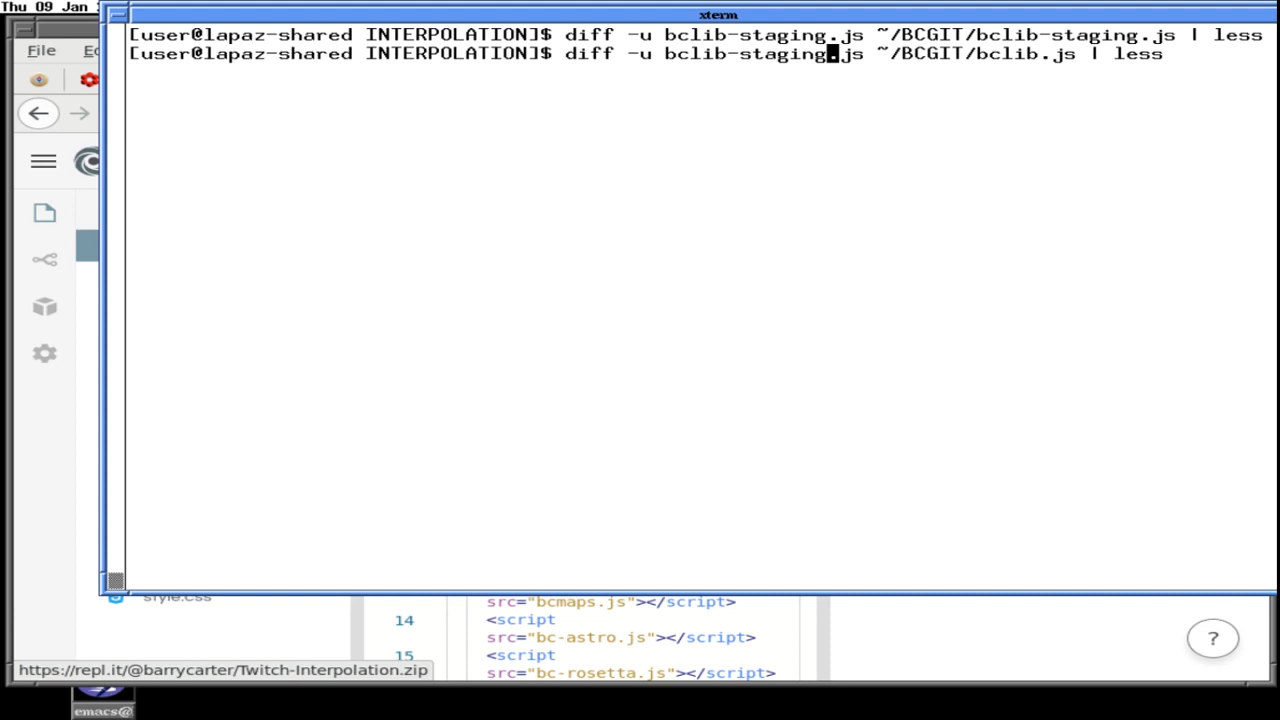 Thu 09 Jan
xterm
[user@lapaz-shared INTERPOLATION]$ diff -u bclib-staging.js ~/BCGIT/bclib-staging.js | less
[user@lapaz-shared INTERPOLATION]$ diff -u bclib-staging.js ~/BCGIT/bclib.js | less
File
style.css
src="bcmaps.js"></script>
14 <script
src="bc-astro.js"></script>
15 <script
src="bc-rosetta.js"></script>
?
https://repl.it/@barrycarter/Twitch-Interpolation.zip
emacs@